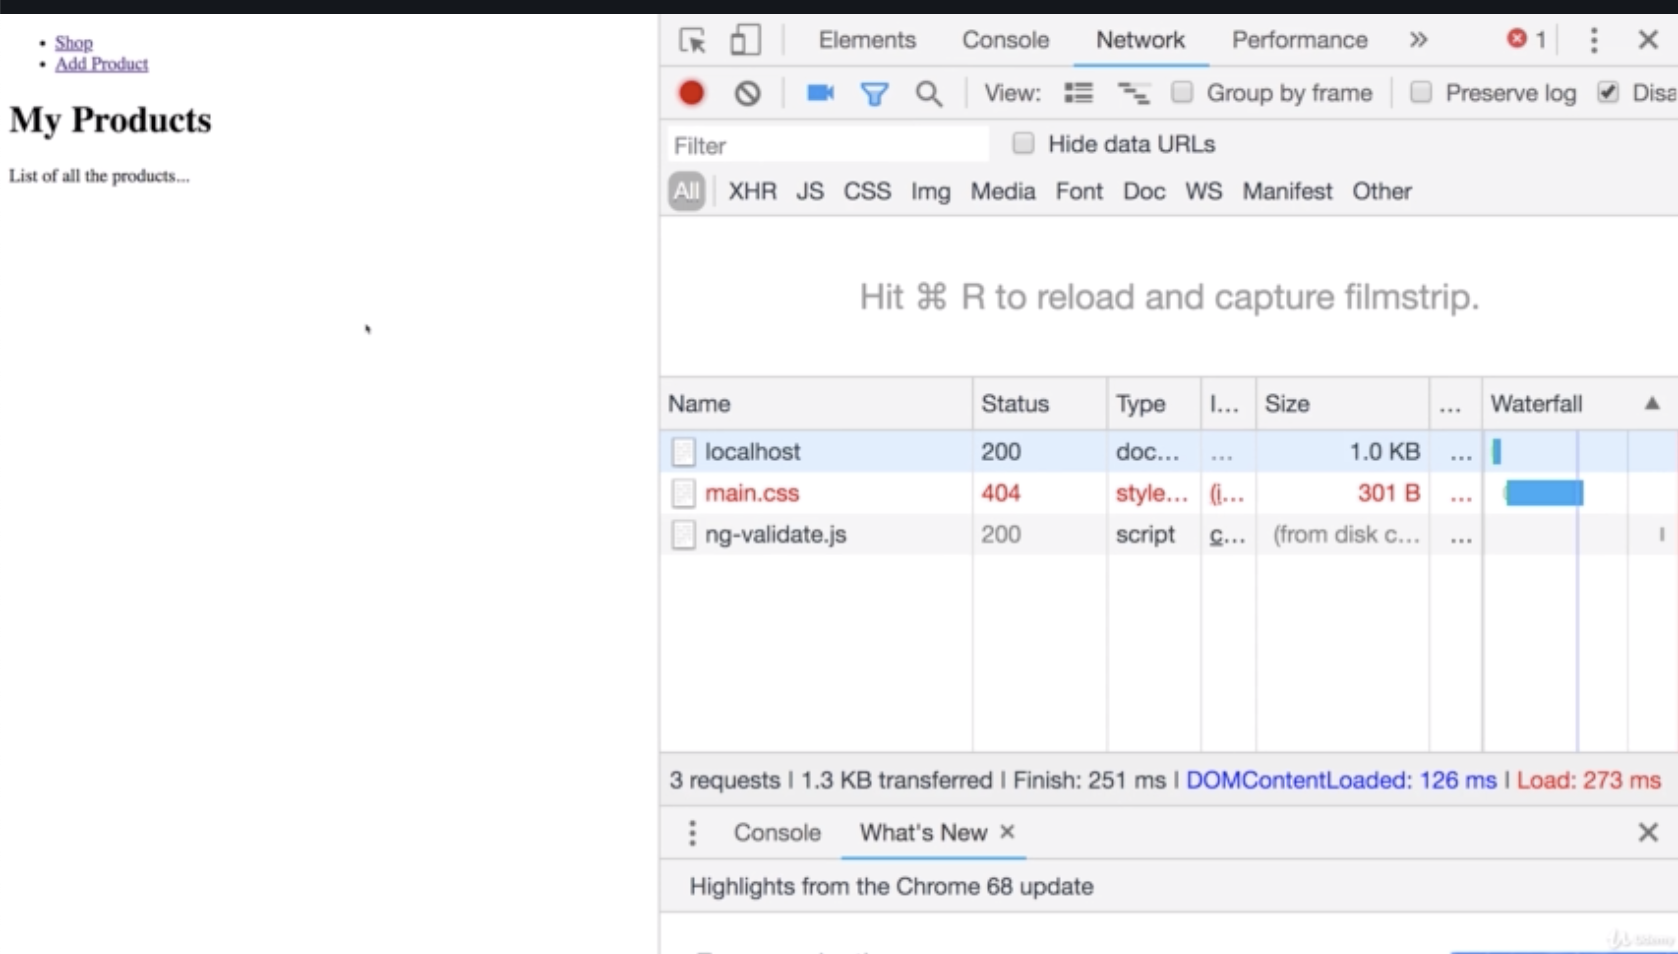 Shop
Add Product
My Products
List of all the products...
Elements Console Network Performance » 1
View: Group by frame Preserve log Disa
Filter Hide data URLs
All XHR JS CSS Img Media Font Doc WS Manifest Other
Hit ⌘ R to reload and capture filmstrip.
Name Status Type I... Size ... Waterfall ▲
localhost 200 doc... ... 1.0 KB ...
main.css 404 style... (i... 301 B ...
ng-validate.js 200 script c... (from disk c... ...
3 requests | 1.3 KB transferred | Finish: 251 ms | DOMContentLoaded: 126 ms | Load: 273 ms
Console What's New ×
Highlights from the Chrome 68 update
Udemy